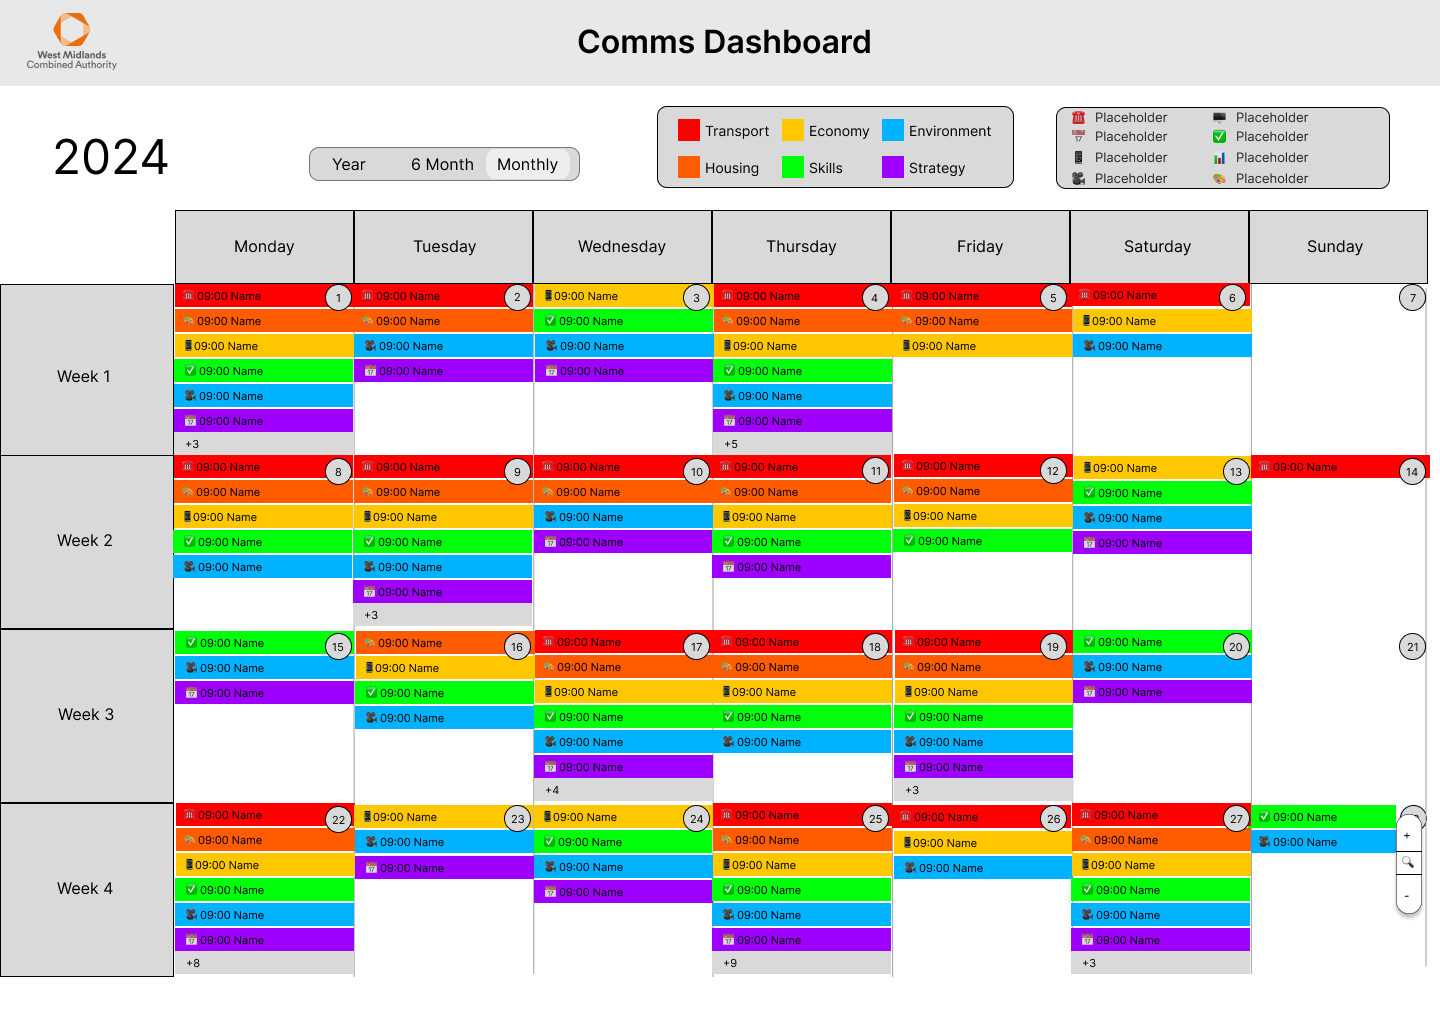 West Midlands
Combined Authority
Comms Dashboard
2024
Year 6 Month Monthly
Transport Economy Environment
Housing Skills Strategy
Placeholder Placeholder
Placeholder Placeholder
Placeholder Placeholder
Placeholder Placeholder
Monday Tuesday Wednesday Thursday Friday Saturday Sunday
Week 1
09:00 Name 1 09:00 Name 2 09:00 Name 3 09:00 Name 4 09:00 Name 5 09:00 Name 6 7
09:00 Name 09:00 Name 09:00 Name 09:00 Name 09:00 Name 09:00 Name
09:00 Name 09:00 Name 09:00 Name 09:00 Name 09:00 Name 09:00 Name
09:00 Name 09:00 Name 09:00 Name 09:00 Name
09:00 Name 09:00 Name
09:00 Name 09:00 Name
+3 +5
Week 2
09:00 Name 8 09:00 Name 9 09:00 Name 10 09:00 Name 11 09:00 Name 12 09:00 Name 13 09:00 Name 14
09:00 Name 09:00 Name 09:00 Name 09:00 Name 09:00 Name 09:00 Name
09:00 Name 09:00 Name 09:00 Name 09:00 Name 09:00 Name 09:00 Name
09:00 Name 09:00 Name 09:00 Name 09:00 Name 09:00 Name 09:00 Name
09:00 Name 09:00 Name 09:00 Name
09:00 Name
+3
Week 3
09:00 Name 15 09:00 Name 16 09:00 Name 17 09:00 Name 18 09:00 Name 19 09:00 Name 20 21
09:00 Name 09:00 Name 09:00 Name 09:00 Name 09:00 Name 09:00 Name
09:00 Name 09:00 Name 09:00 Name 09:00 Name 09:00 Name 09:00 Name
09:00 Name 09:00 Name 09:00 Name 09:00 Name
09:00 Name 09:00 Name 09:00 Name
09:00 Name 09:00 Name
+4 +3
Week 4
09:00 Name 22 09:00 Name 23 09:00 Name 24 09:00 Name 25 09:00 Name 26 09:00 Name 27 09:00 Name
09:00 Name 09:00 Name 09:00 Name 09:00 Name 09:00 Name 09:00 Name 09:00 Name
09:00 Name 09:00 Name 09:00 Name 09:00 Name 09:00 Name 09:00 Name
09:00 Name 09:00 Name 09:00 Name 09:00 Name
09:00 Name 09:00 Name 09:00 Name
09:00 Name 09:00 Name 09:00 Name
+8 +9 +3
+
-